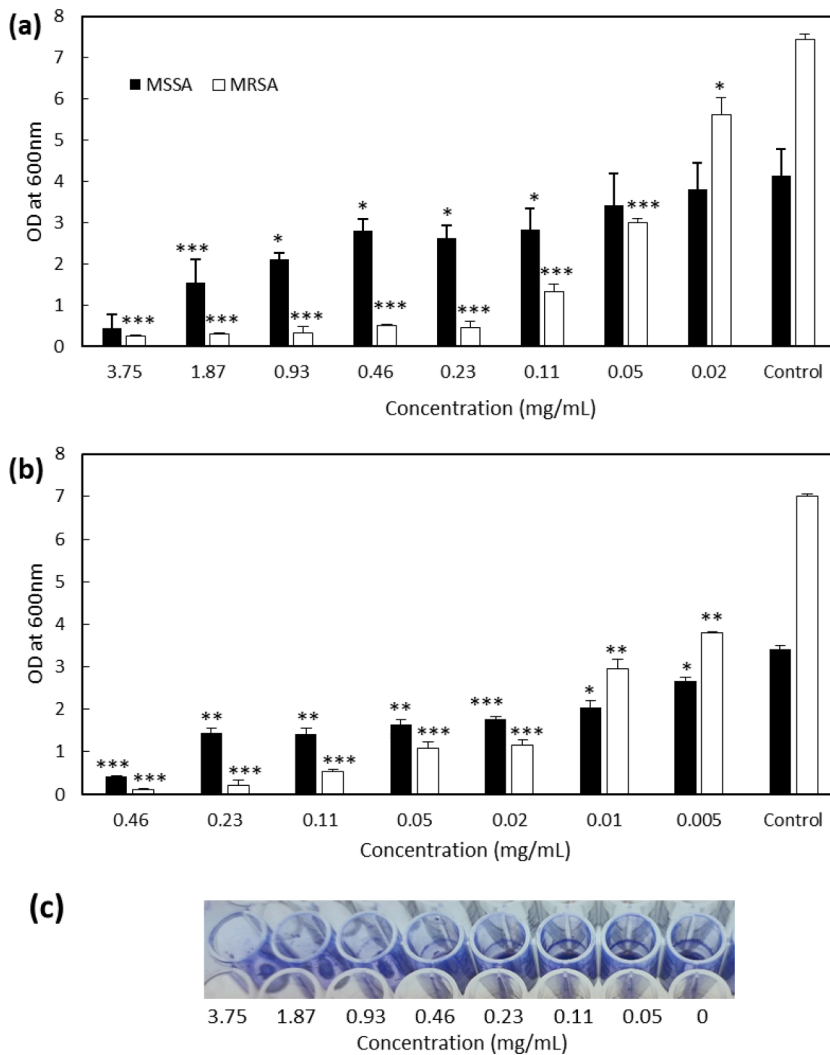 (a)
8
7
6
5
4
3
2
1
0
OD at 600nm
MSSA MRSA
*** *** *** * *** * *** * *** * *** * *** *** *
3.75 1.87 0.93 0.46 0.23 0.11 0.05 0.02 Control
Concentration (mg/mL)
(b)
8
7
6
5
4
3
2
1
0
OD at 600nm
*** *** ** *** ** *** ** *** *** *** * ** * **
0.46 0.23 0.11 0.05 0.02 0.01 0.005 Control
Concentration (mg/mL)
(c)
3.75 1.87 0.93 0.46 0.23 0.11 0.05 0
Concentration (mg/mL)